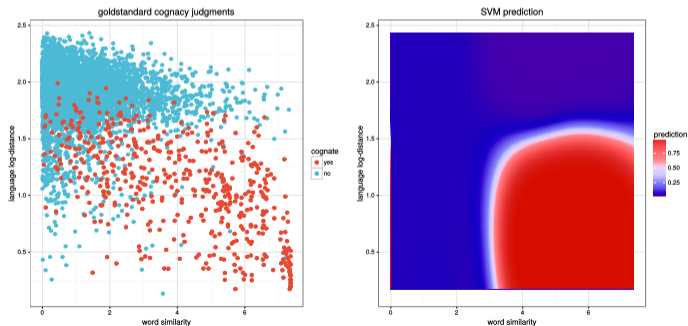 goldstandard cognacy judgments
2.5
2.0
1.5
1.0
0.5
0
2
4
6
language log-distance
word similarity
cognate
yes
no
SVM prediction
2.5
2.0
1.5
1.0
0.5
0
2
4
6
language log-distance
word similarity
prediction
0.75
0.50
0.25